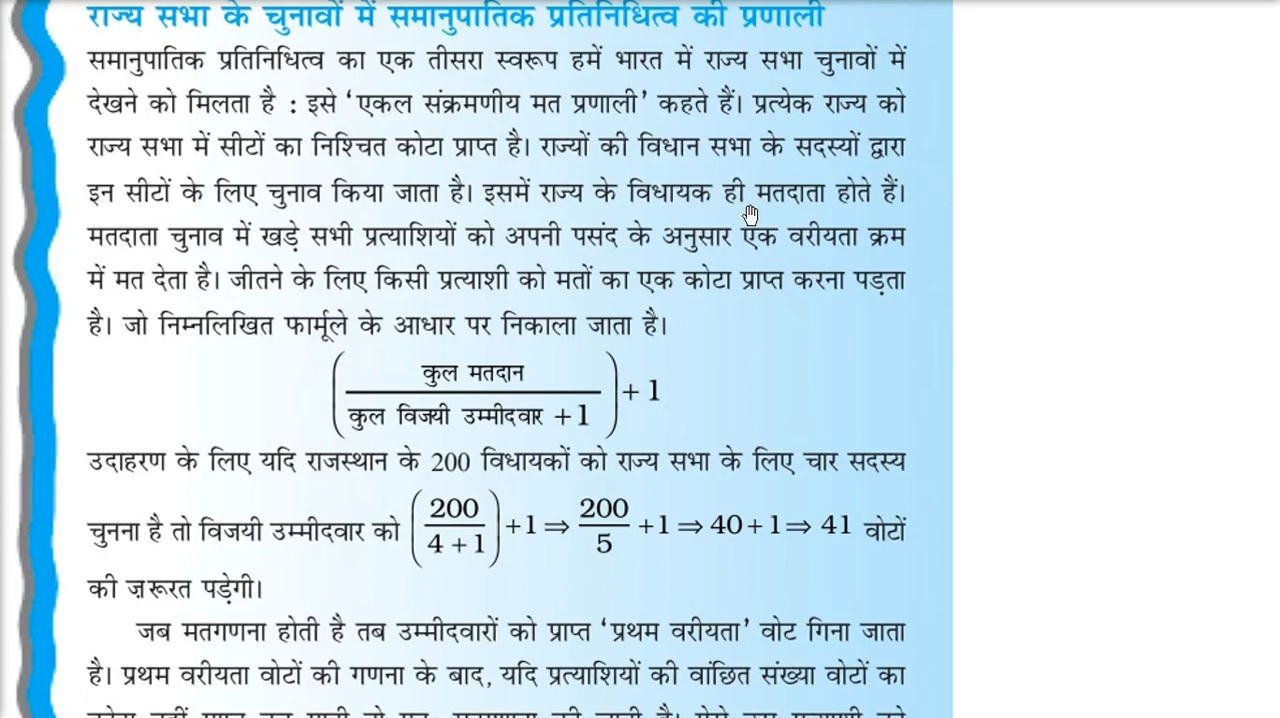 राज्य सभा के चुनावों में समानुपातिक प्रतिनिधित्व की प्रणाली
समानुपातिक प्रतिनिधित्व का एक तीसरा स्वरूप हमें भारत में राज्य सभा चुनावों में
देखने को मिलता है : इसे ‘एकल संक्रमणीय मत प्रणाली’ कहते हैं। प्रत्येक राज्य को
राज्य सभा में सीटों का निश्चित कोटा प्राप्त है। राज्यों की विधान सभा के सदस्यों द्वारा
इन सीटों के लिए चुनाव किया जाता है। इसमें राज्य के विधायक ही मतदाता होते हैं।
मतदाता चुनाव में खड़े सभी प्रत्याशियों को अपनी पसंद के अनुसार एक वरीयता क्रम
में मत देता है। जीतने के लिए किसी प्रत्याशी को मतों का एक कोटा प्राप्त करना पड़ता
है। जो निम्नलिखित फार्मूले के आधार पर निकाला जाता है।
(कुल मतदान / कुल विजयी उम्मीदवार +1) + 1
उदाहरण के लिए यदि राजस्थान के 200 विधायकों को राज्य सभा के लिए चार सदस्य
चुनना है तो विजयी उम्मीदवार को (200 / 4 + 1) +1 ⇒ 200 / 5 +1 ⇒ 40+1 ⇒ 41 वोटों
की ज़रूरत पड़ेगी।
जब मतगणना होती है तब उम्मीदवारों को प्राप्त ‘प्रथम वरीयता’ वोट गिना जाता
है। प्रथम वरीयता वोटों की गणना के बाद, यदि प्रत्याशियों की वांछित संख्या वोटों का